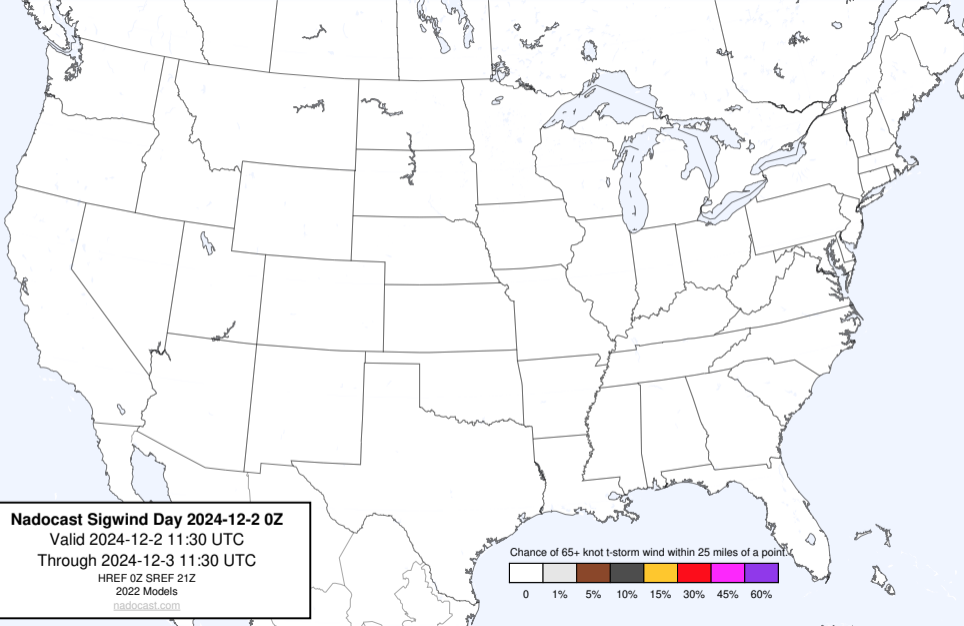 Nadocast Sigwind Day 2024-12-2 0Z
Valid 2024-12-2 11:30 UTC
Through 2024-12-3 11:30 UTC
HREF 0Z SREF 21Z
2022 Models
nadocast.com
Chance of 65+ knot t-storm wind within 25 miles of a point.
0 1% 5% 10% 15% 30% 45% 60%